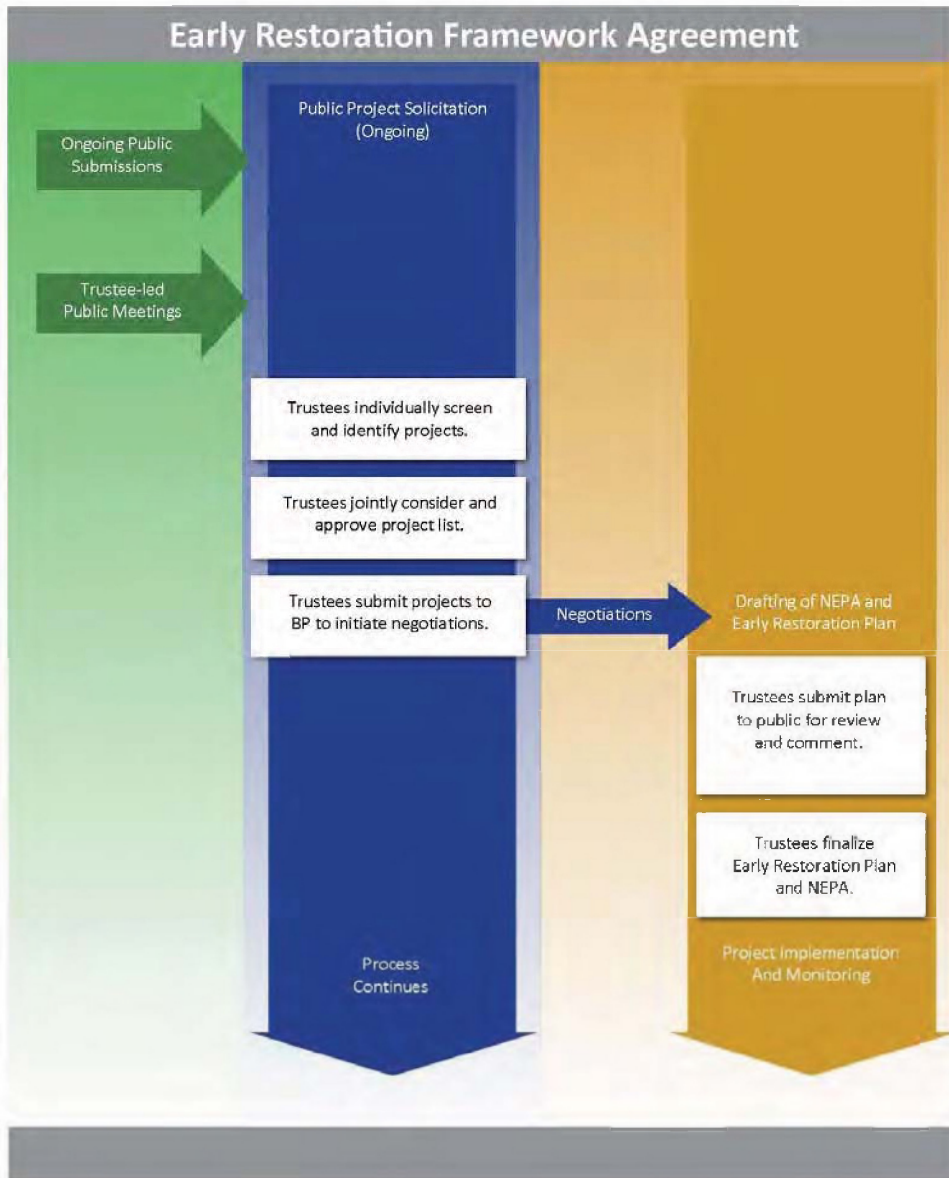 Early Restoration Framework Agreement
Public Project Solicitation
(Ongoing)
Ongoing Public
Submissions
Trustee-led
Public Meetings
Trustees individually screen
and identify projects.
Trustees jointly consider and
approve project list.
Trustees submit projects to
BP to initiate negotiations.
Negotiations
Drafting of NEPA and
Early Restoration Plan
Trustees submit plan
to public for review
and comment.
Trustees finalize
Early Restoration Plan
and NEPA.
Project Implementation
And Monitoring
Process
Continues